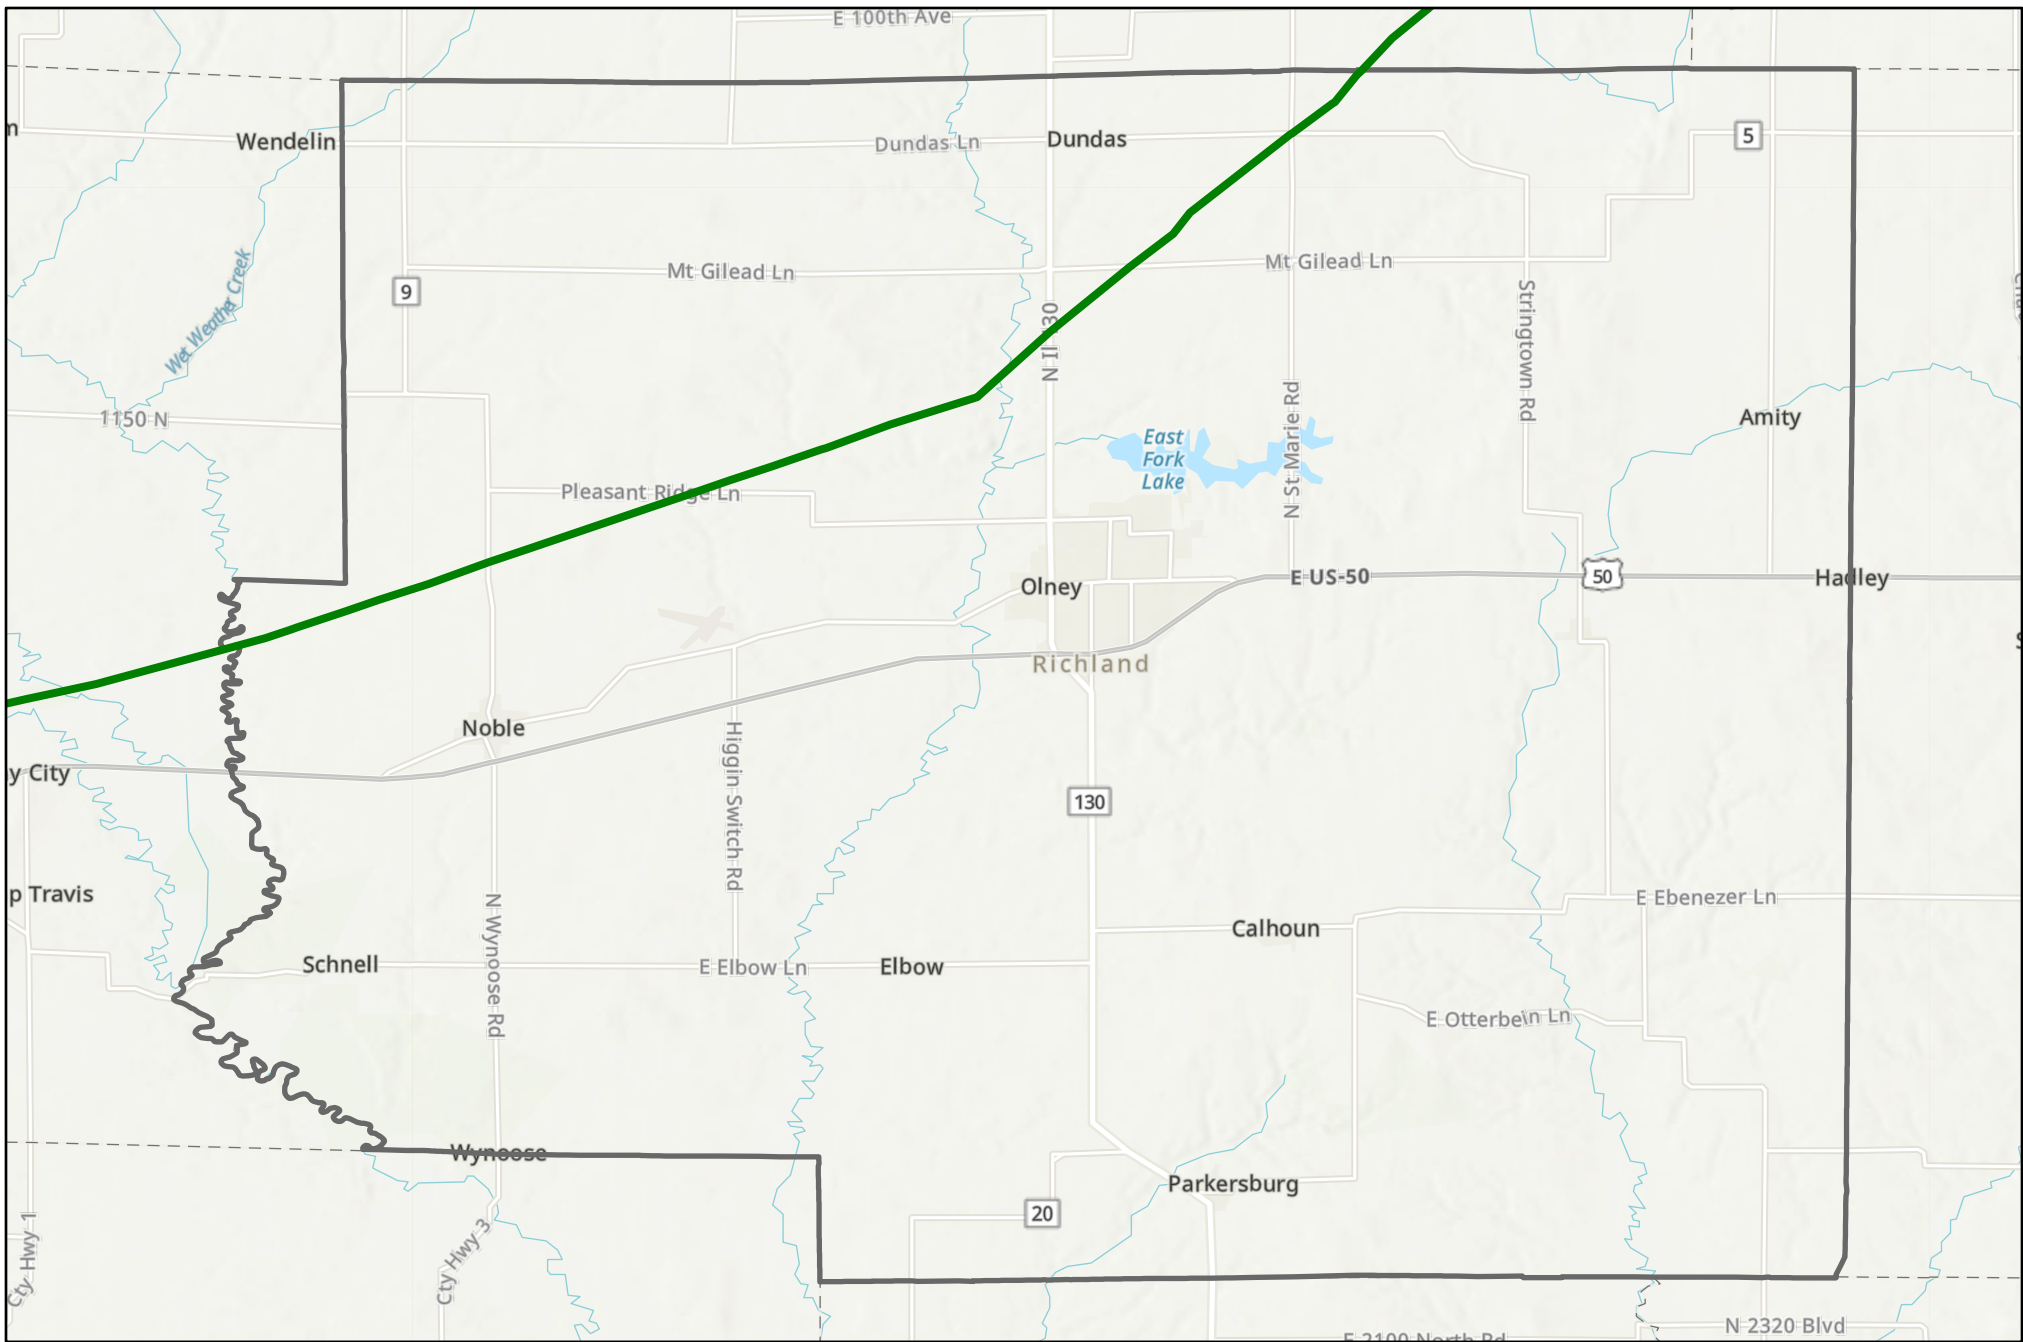 E 100th Ave
Wendelin
Dundas Ln
Dundas
5
Wet Weather Creek
9
Mt Gilead Ln
Mt Gilead Ln
N Il 130
Stringtown Rd
1150 N
N St Marie Rd
Amity
East
Fork
Lake
Pleasant Ridge Ln
Olney
E US-50
50
Hadley
Richland
Noble
y City
Higgin Switch Rd
130
p Travis
N Wynoose Rd
E Ebenezer Ln
Calhoun
Schnell
E Elbow Ln
Elbow
E Otterbein Ln
Wynoose
Parkersburg
20
Cty Hwy 1
Cty Hwy 3
N 2320 Blvd
E 2100 North Rd